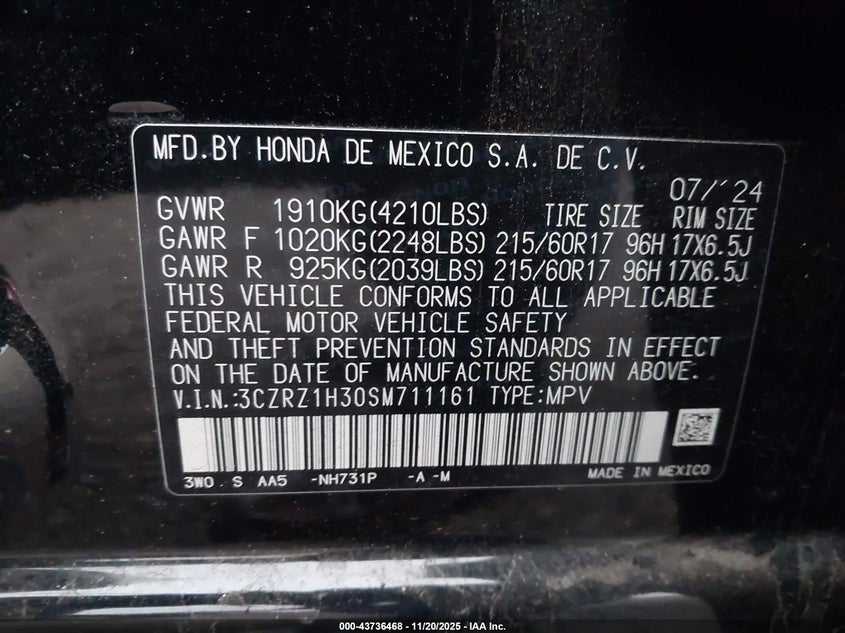 MFD.BY HONDA DE MEXICO S.A. DE C.V.
07/'24
GVWR 1910KG(4210LBS) TIRE SIZE RIM SIZE
GAWR F 1020KG(2248LBS) 215/60R17 96H 17X6.5J
GAWR R 925KG(2039LBS) 215/60R17 96H 17X6.5J
THIS VEHICLE CONFORMS TO ALL APPLICABLE
FEDERAL MOTOR VEHICLE SAFETY
AND THEFT PREVENTION STANDARDS IN EFFECT
ON THE DATE OF MANUFACTURE SHOWN ABOVE.
V.I.N.:3CZRZ1H30SM711161 TYPE:MPV
3W0 S AA5 -NH731P -A -M MADE IN MEXICO
000-43736468 - 11/20/2025 - IAA Inc.